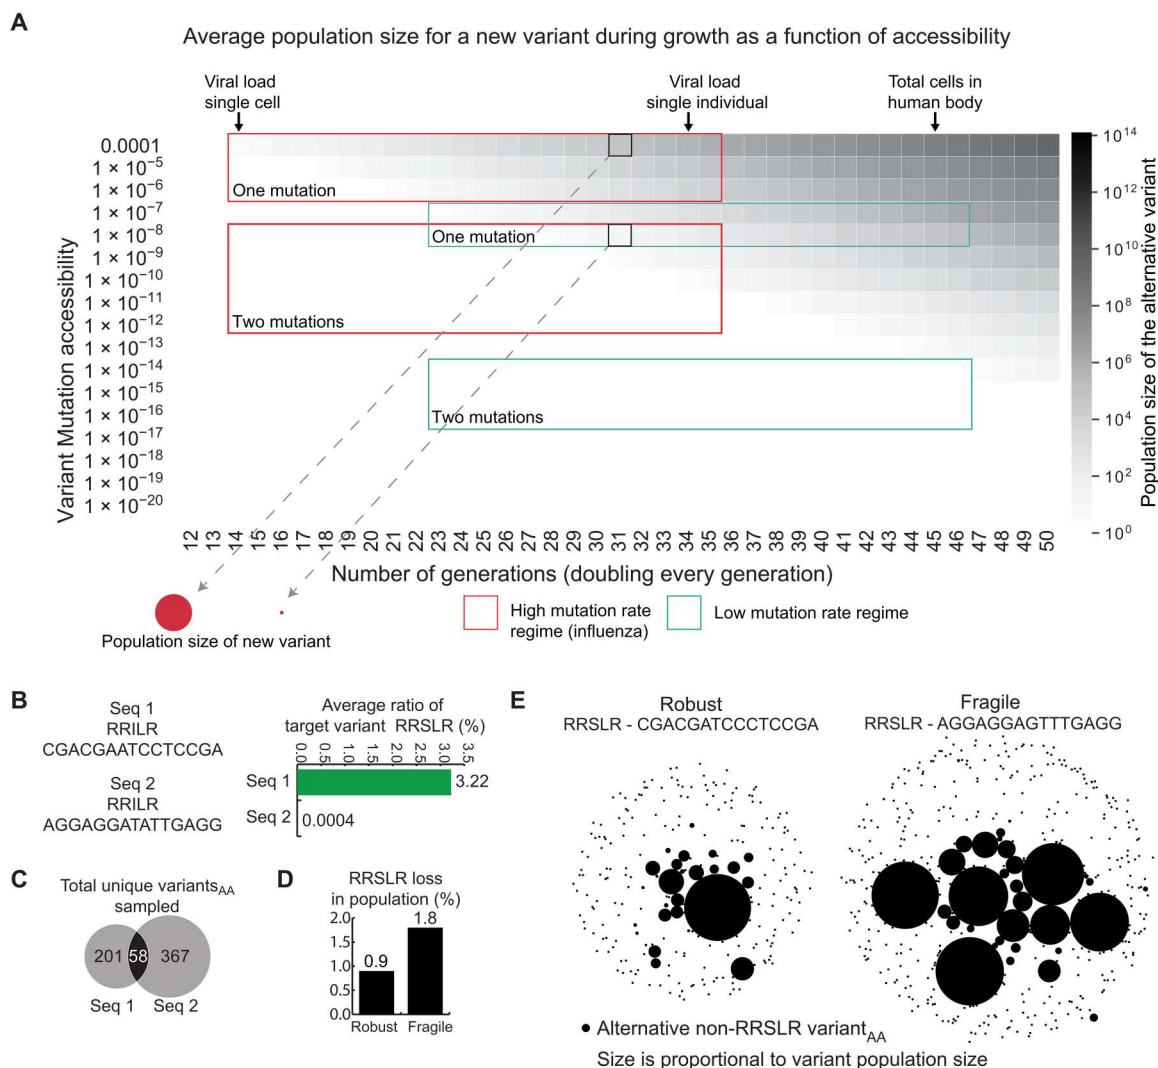 A
Average population size for a new variant during growth as a function of accessibility
Viral load
single cell
Viral load
single individual
Total cells in
human body
Variant Mutation accessibility
0.0001
1 × 10⁻⁵
1 × 10⁻⁶
1 × 10⁻⁷
1 × 10⁻⁸
1 × 10⁻⁹
1 × 10⁻¹⁰
1 × 10⁻¹¹
1 × 10⁻¹²
1 × 10⁻¹³
1 × 10⁻¹⁴
1 × 10⁻¹⁵
1 × 10⁻¹⁶
1 × 10⁻¹⁷
1 × 10⁻¹⁸
1 × 10⁻¹⁹
1 × 10⁻²⁰
One mutation
One mutation
Two mutations
Two mutations
10¹⁴
10¹²
10¹⁰
10⁸
10⁶
10⁴
10²
10⁰
Population size of the alternative variant
12 13 14 15 16 17 18 19 20 21 22 23 24 25 26 27 28 29 30 31 32 33 34 35 36 37 38 39 40 41 42 43 44 45 46 47 48 49 50
Number of generations (doubling every generation)
Population size of new variant
High mutation rate
regime (influenza)
Low mutation rate regime
B
Seq 1
RRILR
CGACGAATCCTCCGA
Seq 2
RRILR
AGGAGGATATTGAGG
Average ratio of
target variant RRSLR (%)
0.0 0.5 1.0 1.5 2.0 2.5 3.0 3.5
Seq 1
3.22
Seq 2
0.0004
C
Total unique variants_AA
sampled
201 58 367
Seq 1 Seq 2
D
RRSLR loss
in population (%)
2.0
1.5
1.0
0.5
0.0
0.9
1.8
Robust Fragile
E
Robust
RRSLR - CGACGATCCCTCCGA
Fragile
RRSLR - AGGAGGAGTTTGAGG
Alternative non-RRSLR variant_AA
Size is proportional to variant population size